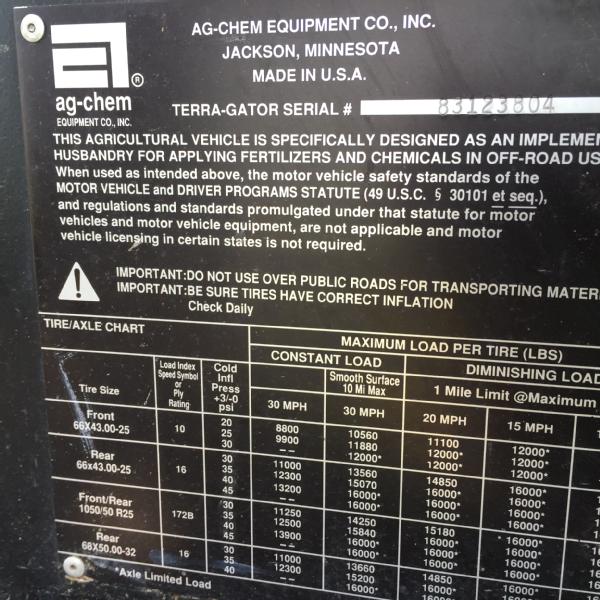 AG-CHEM EQUIPMENT CO., INC.
JACKSON, MINNESOTA
MADE IN U.S.A.
ag-chem ®
EQUIPMENT CO., INC.
TERRA-GATOR SERIAL # 83123804
THIS AGRICULTURAL VEHICLE IS SPECIFICALLY DESIGNED AS AN IMPLEMEN
HUSBANDRY FOR APPLYING FERTILIZERS AND CHEMICALS IN OFF-ROAD US
When used as intended above, the motor vehicle safety standards of the
MOTOR VEHICLE and DRIVER PROGRAMS STATUTE (49 U.S.C. § 30101 et seq.),
and regulations and standards promulgated under that statute for motor
vehicles and motor vehicle equipment, are not applicable and motor
vehicle licensing in certain states is not required.
IMPORTANT:DO NOT USE OVER PUBLIC ROADS FOR TRANSPORTING MATER
IMPORTANT:BE SURE TIRES HAVE CORRECT INFLATION
Check Daily
TIRE/AXLE CHART
MAXIMUM LOAD PER TIRE (LBS)
CONSTANT LOAD DIMINISHING LOAD
Smooth Surface
10 Mi Max
1 Mile Limit @Maximum
Tire Size
Load Index
Speed Symbol
or
Ply
Rating
Cold
Infl
Press
+3/-0
psi
30 MPH 30 MPH 20 MPH 15 MPH
Front
66X43.00-25 10
20 8800 10560 11100 12000*
25 9900 11880 12000* 12000*
30 -- 12000* 12000* 12000*
Rear
66x43.00-25 16
30 11000 13560 14850 16000*
35 12300 15070 16000* 16000*
40 13200 16000* 16000* 16000*
45 --
Front/Rear
1050/50 R25 172B
30 11250 14250 15180 16000*
35 12500 15840 16000* 16000*
40 13900 16000* 16000* 16000*
45 --
Rear
68X50.00-32 16
30 11000 13660 14850 16000*
35 12300 15200 16000* 16000*
40 16000*
*Axle Limited Load